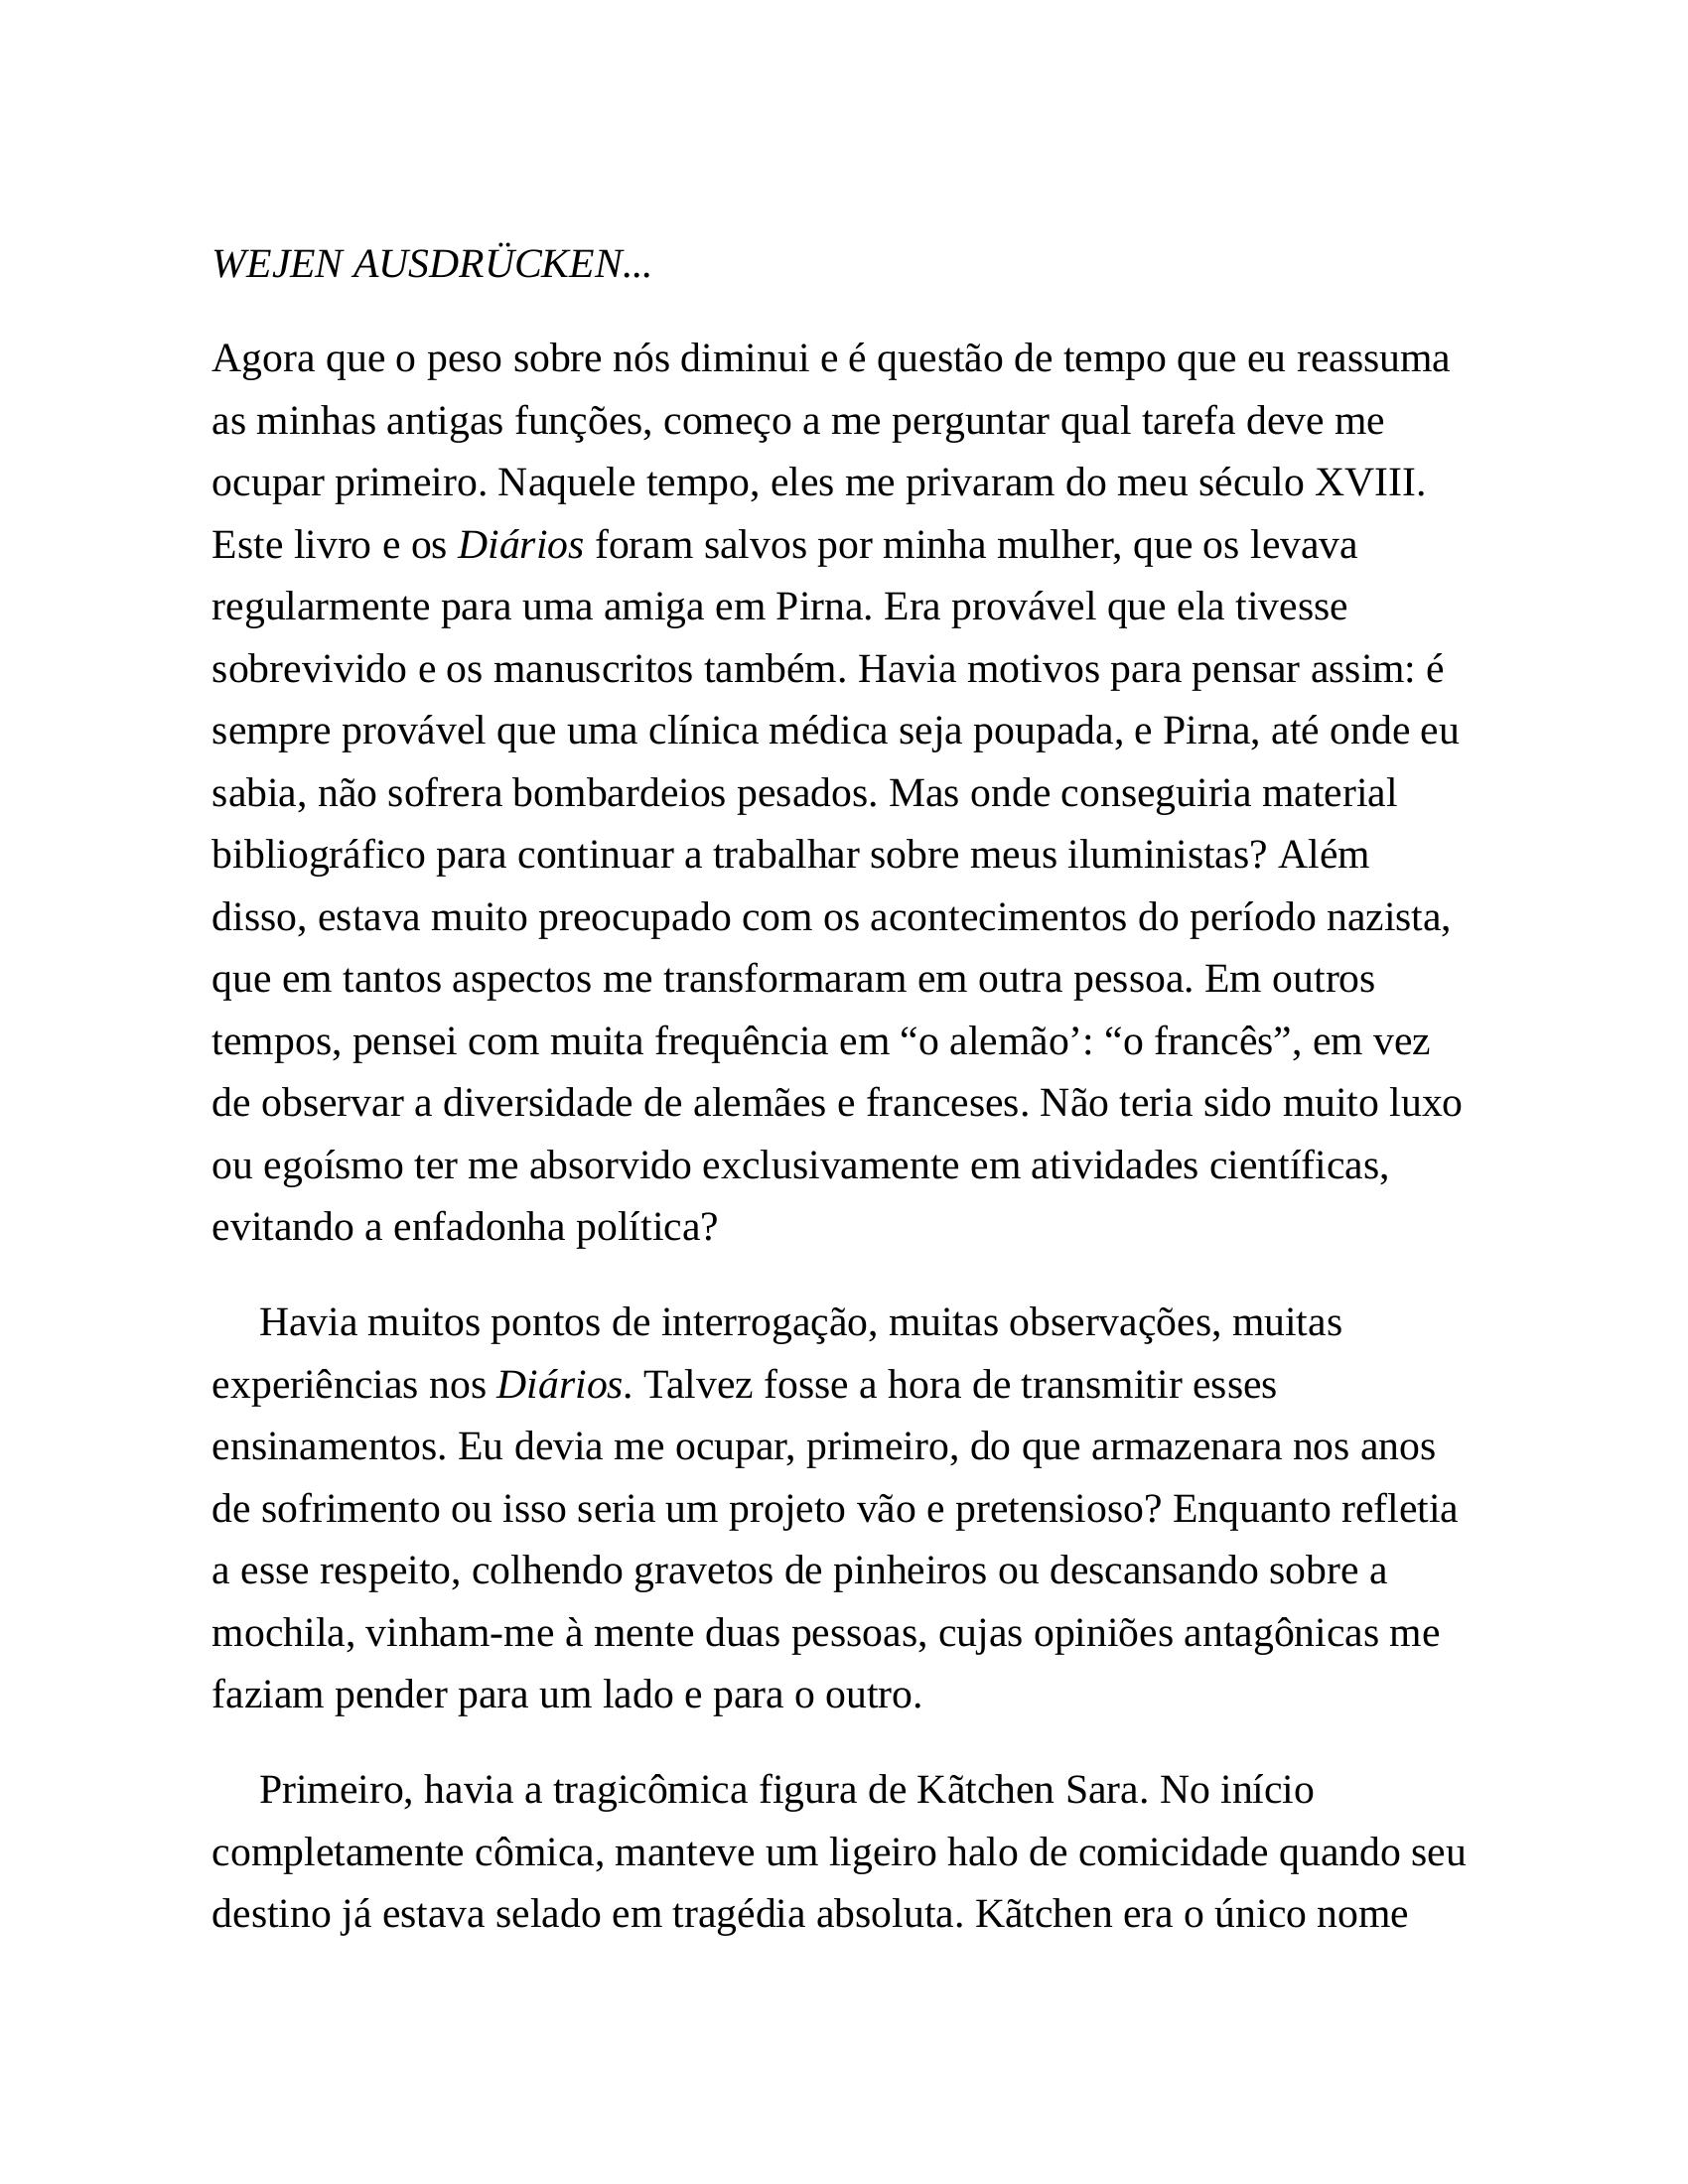 WEJEN AUSDRÜCKEN...
Agora que o peso sobre nós diminui e é questão de tempo que eu reassuma
as minhas antigas funções, começo a me perguntar qual tarefa deve me
ocupar primeiro. Naquele tempo, eles me privaram do meu século XVIII.
Este livro e os Diários foram salvos por minha mulher, que os levava
regularmente para uma amiga em Pirna. Era provável que ela tivesse
sobrevivido e os manuscritos também. Havia motivos para pensar assim: é
sempre provável que uma clínica médica seja poupada, e Pirna, até onde eu
sabia, não sofrera bombardeios pesados. Mas onde conseguiria material
bibliográfico para continuar a trabalhar sobre meus iluministas? Além
disso, estava muito preocupado com os acontecimentos do período nazista,
que em tantos aspectos me transformaram em outra pessoa. Em outros
tempos, pensei com muita frequência em “o alemão’: “o francês”, em vez
de observar a diversidade de alemães e franceses. Não teria sido muito luxo
ou egoísmo ter me absorvido exclusivamente em atividades científicas,
evitando a enfadonha política?
Havia muitos pontos de interrogação, muitas observações, muitas
experiências nos Diários. Talvez fosse a hora de transmitir esses
ensinamentos. Eu devia me ocupar, primeiro, do que armazenara nos anos
de sofrimento ou isso seria um projeto vão e pretensioso? Enquanto refletia
a esse respeito, colhendo gravetos de pinheiros ou descansando sobre a
mochila, vinham-me à mente duas pessoas, cujas opiniões antagônicas me
faziam pender para um lado e para o outro.
Primeiro, havia a tragicômica figura de Kãtchen Sara. No início
completamente cômica, manteve um ligeiro halo de comicidade quando seu
destino já estava selado em tragédia absoluta. Kãtchen era o único nome